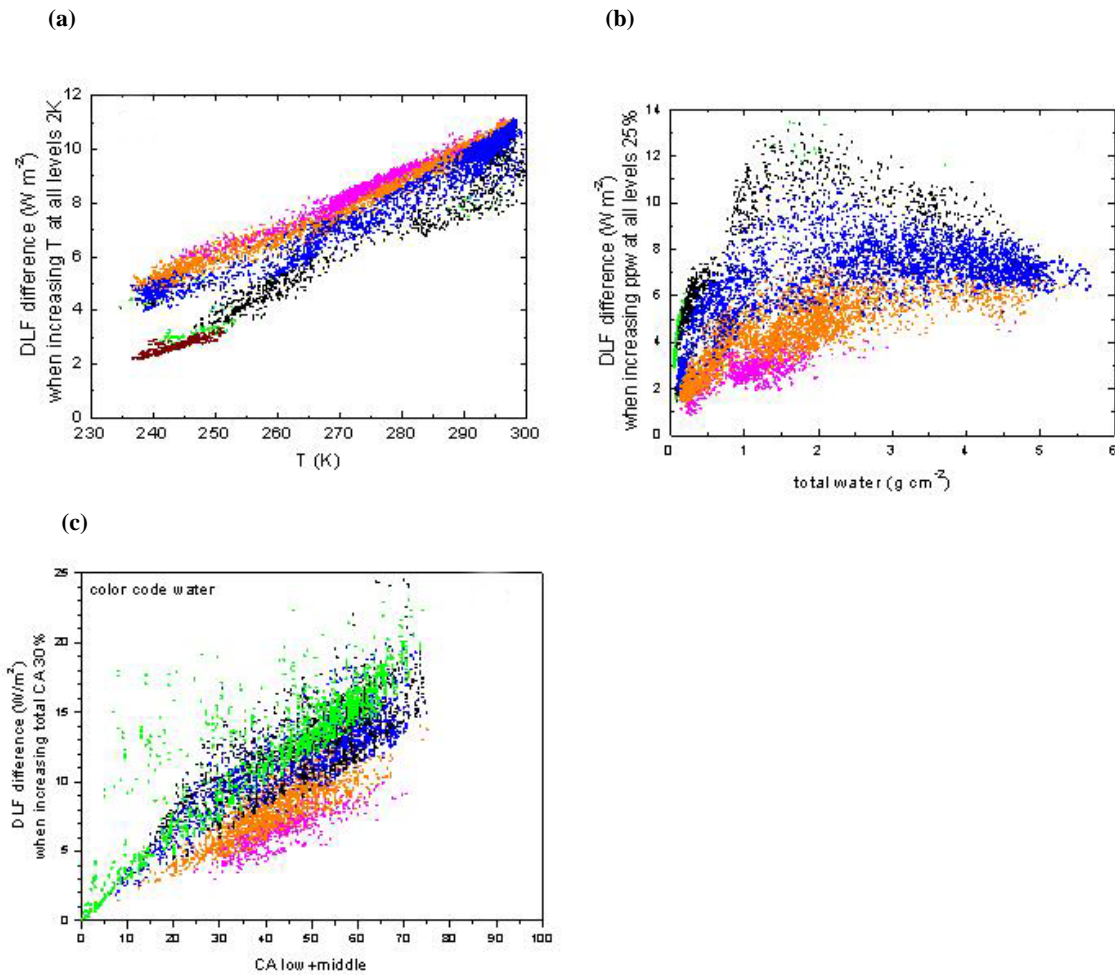 (a)
(b)
DLF difference (W m⁻²)
when increasing T at all levels 2K
12
10
8
6
4
2
0
230 240 250 260 270 280 290 300
T (K)
DLF difference (W m⁻²)
when increasing ppw at all levels 25%
14
12
10
8
6
4
2
0
0 1 2 3 4 5 6
total water (g cm⁻²)
(c)
color code water
DLF difference (W/m²)
when increasing total CA 30%
25
20
15
10
5
0
0 10 20 30 40 50 60 70 80 90 100
CA low+middle